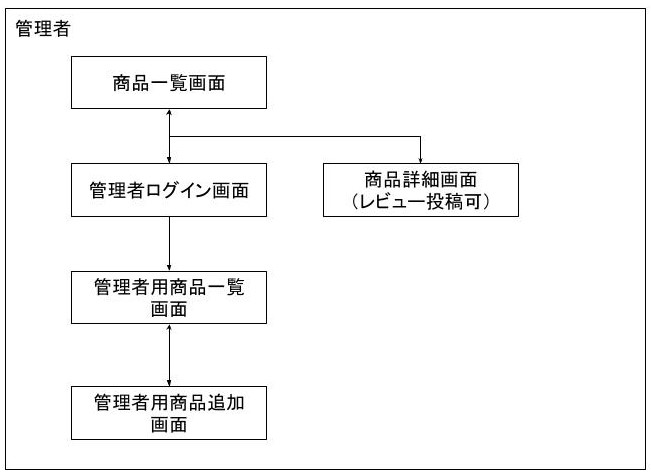 管理者
商品一覧画面
管理者ログイン画面
商品詳細画面
（レビュー投稿可）
管理者用商品一覧
画面
管理者用商品追加
画面